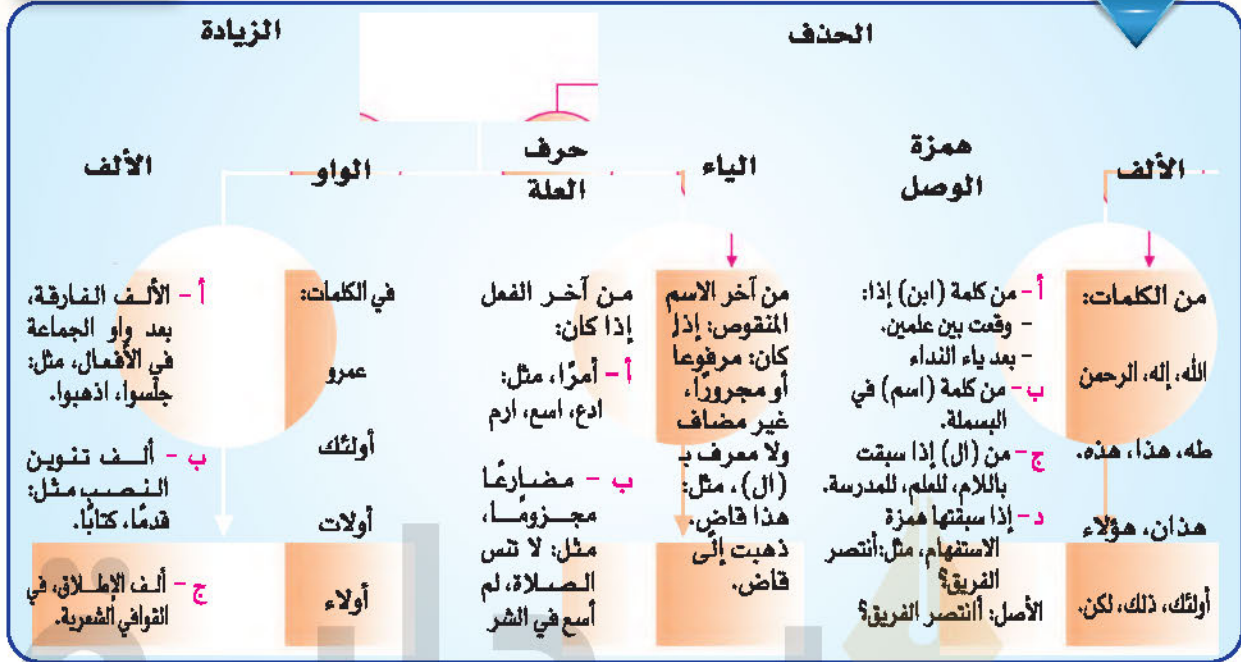 الحذف
الزيادة
الألف
همزة
الوصل
الياء
حرف
العلة
الواو
الألف
من الكلمات:
الله، إله، الرحمن
طه، هذا، هذه.
هذان، هؤلاء
أولئك، ذلك، لكن.
أ - من كلمة (ابن) إذا:
- وقعت بين علمين.
- بعد ياء النداء
ب - من كلمة (اسم) في
البسملة.
ج - من (ال) إذا سبقت
باللام، للعلم، للمدرسة.
د - إذا سبقتها همزة
الاستفهام، مثل: أنتصر
الفريق؟
الأصل: أانتصر الفريق؟
من آخر الاسم
المنقوص: إذا
كان: مرفوعا
أو مجرورًا،
غير مضاف
ولا معرف بـ
(ال)، مثل:
هذا قاض.
ذهبت إلى
قاض.
من آخر الفعل
إذا كان:
أ - أمرًا، مثل:
ادع، اسع، ارم
ب - مضارعًا
مجزومًا،
مثل: لا تنس
الصلاة، لم
أسع في الشر
في الكلمات:
عمرو
أولئك
أولات
أولاء
أ - الألف الفارقة،
بعد واو الجماعة
في الأفعال، مثل:
جلسوا، اذهبوا.
ب - ألف تنوين
النصب مثل:
قدمًا، كتابًا.
ج - ألف الإطلاق، في
القوافي الشعرية.